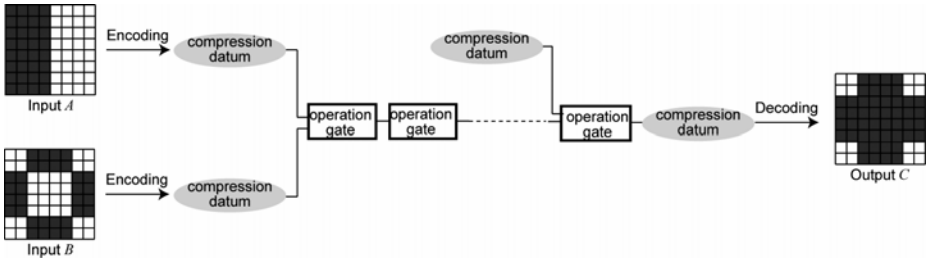 Encoding
compression
datum
Input A
Encoding
compression
datum
Input B
operation
gate
operation
gate
compression
datum
operation
gate
compression
datum
Decoding
Output C